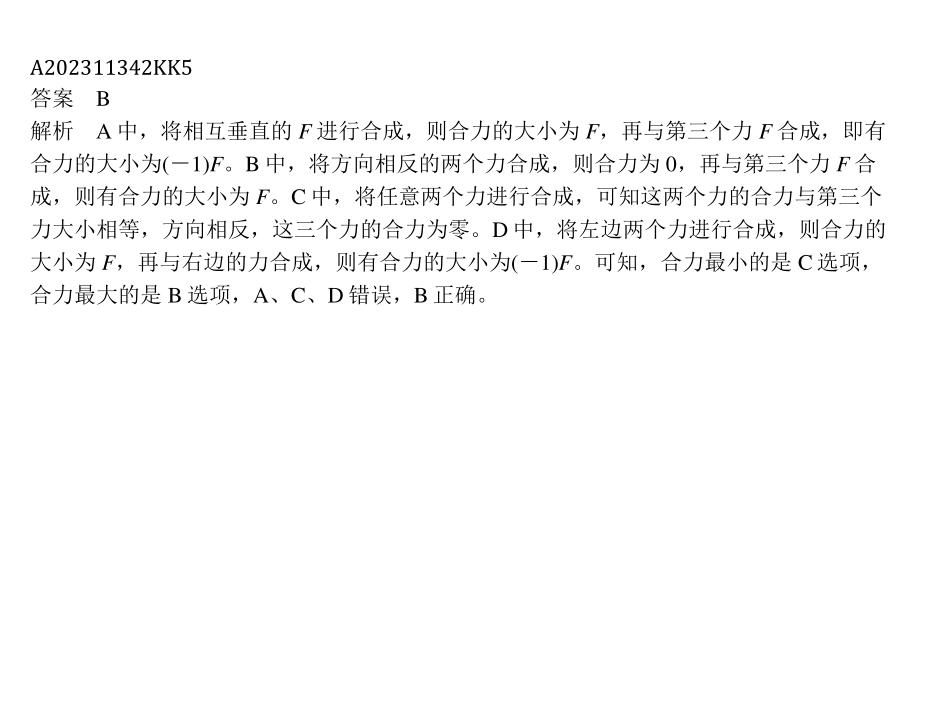 A202311342KK5
答案　B
解析　A 中，将相互垂直的 F 进行合成，则合力的大小为 F，再与第三个力 F 合成，即有
合力的大小为(－1)F。B 中，将方向相反的两个力合成，则合力为 0，再与第三个力 F 合
成，则有合力的大小为 F。C 中，将任意两个力进行合成，可知这两个力的合力与第三个
力大小相等，方向相反，这三个力的合力为零。D 中，将左边两个力进行合成，则合力的
大小为 F，再与右边的力合成，则有合力的大小为(－1)F。可知，合力最小的是 C 选项，
合力最大的是 B 选项，A、C、D 错误，B 正确。